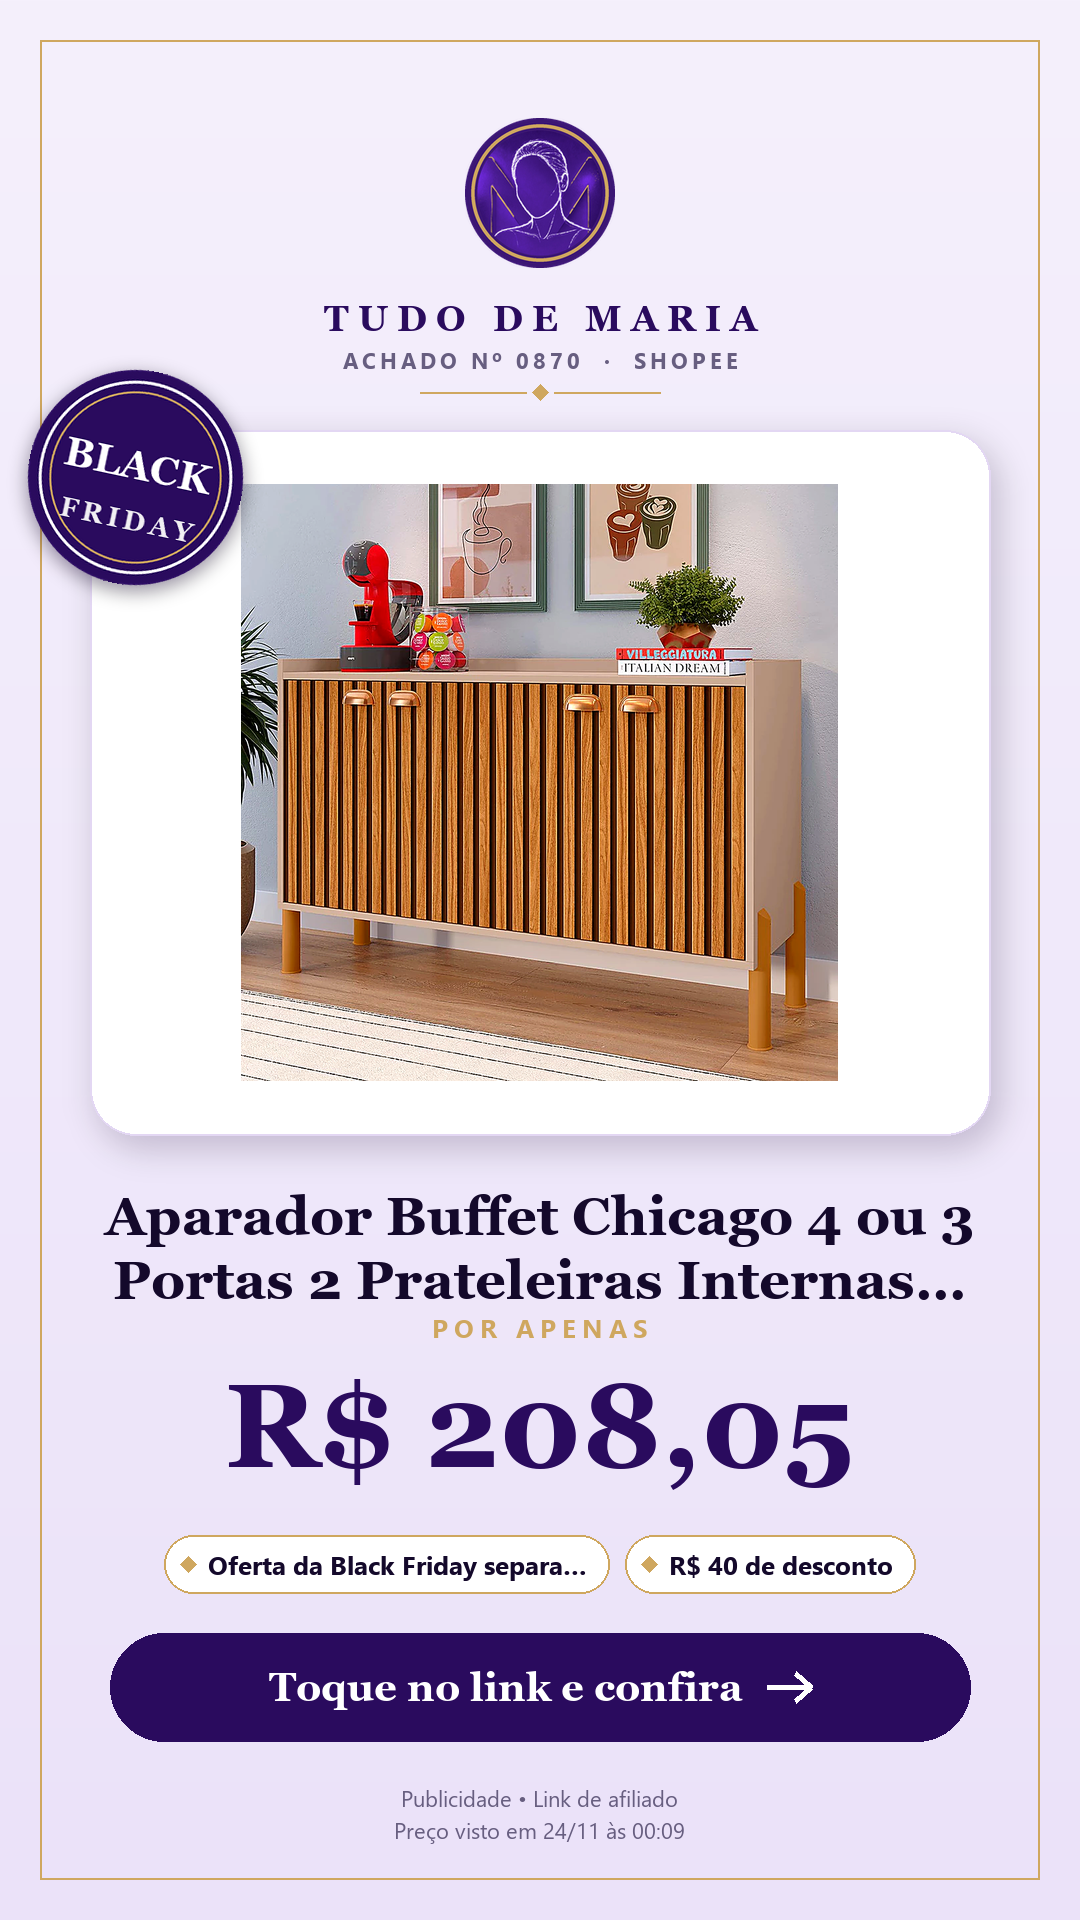 TUDO DE MARIA
ACHADO Nº 0870 · SHOPEE
BLACK
FRIDAY
VILLEGGIATURA
ITALIAN DREAM
Aparador Buffet Chicago 4 ou 3
Portas 2 Prateleiras Internas...
POR APENAS
R$ 208,05
Oferta da Black Friday separa...
R$ 40 de desconto
Toque no link e confira →
Publicidade • Link de afiliado
Preço visto em 24/11 às 00:09